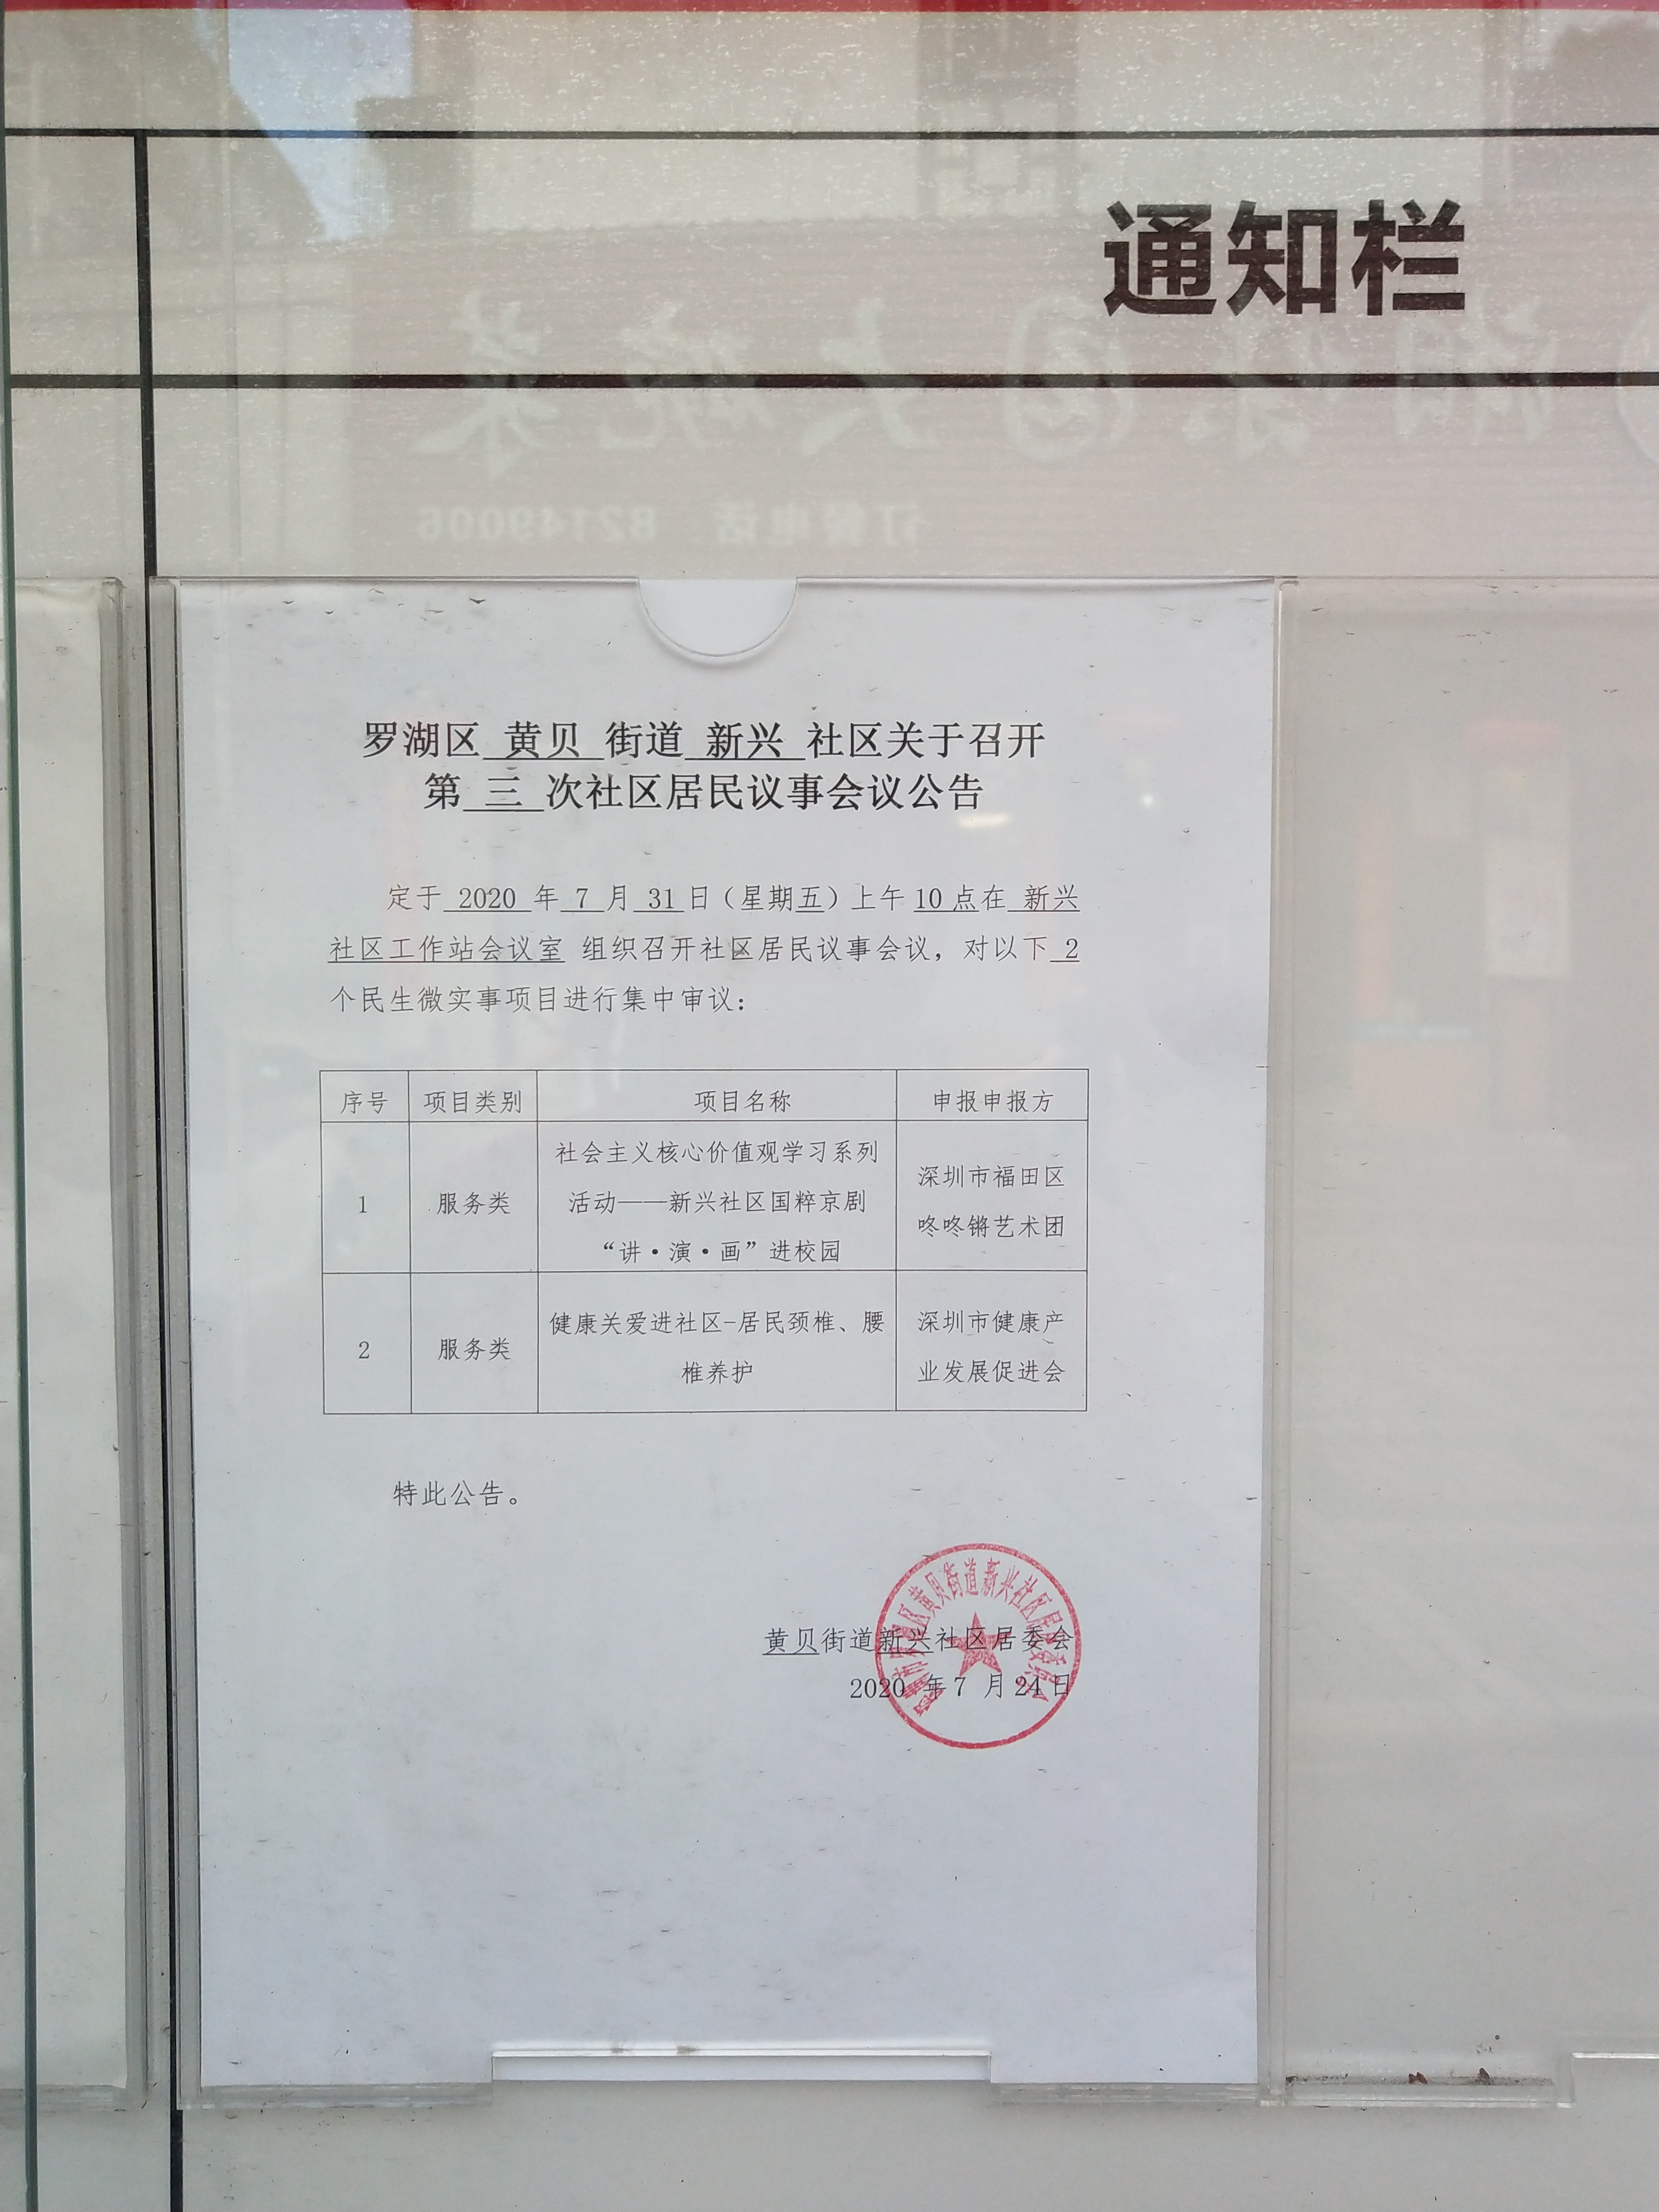 通知栏
订餐电话：82149006
罗湖区 黄贝 街道 新兴 社区关于召开
第 三 次社区居民议事会议公告
定于 2020 年 7 月 31 日（星期五）上午 10 点在 新兴
社区工作站会议室 组织召开社区居民议事会议，对以下 2
个民生微实事项目进行集中审议：
序号 项目类别 项目名称 申报申报方
1 服务类 社会主义核心价值观学习系列 深圳市福田区
活动——新兴社区国粹京剧 咚咚锵艺术团
“讲·演·画”进校园
2 服务类 健康关爱进社区-居民颈椎、腰 深圳市健康产
椎养护 业发展促进会
特此公告。
黄贝街道新兴社区居委会
2020 年 7 月 24 日